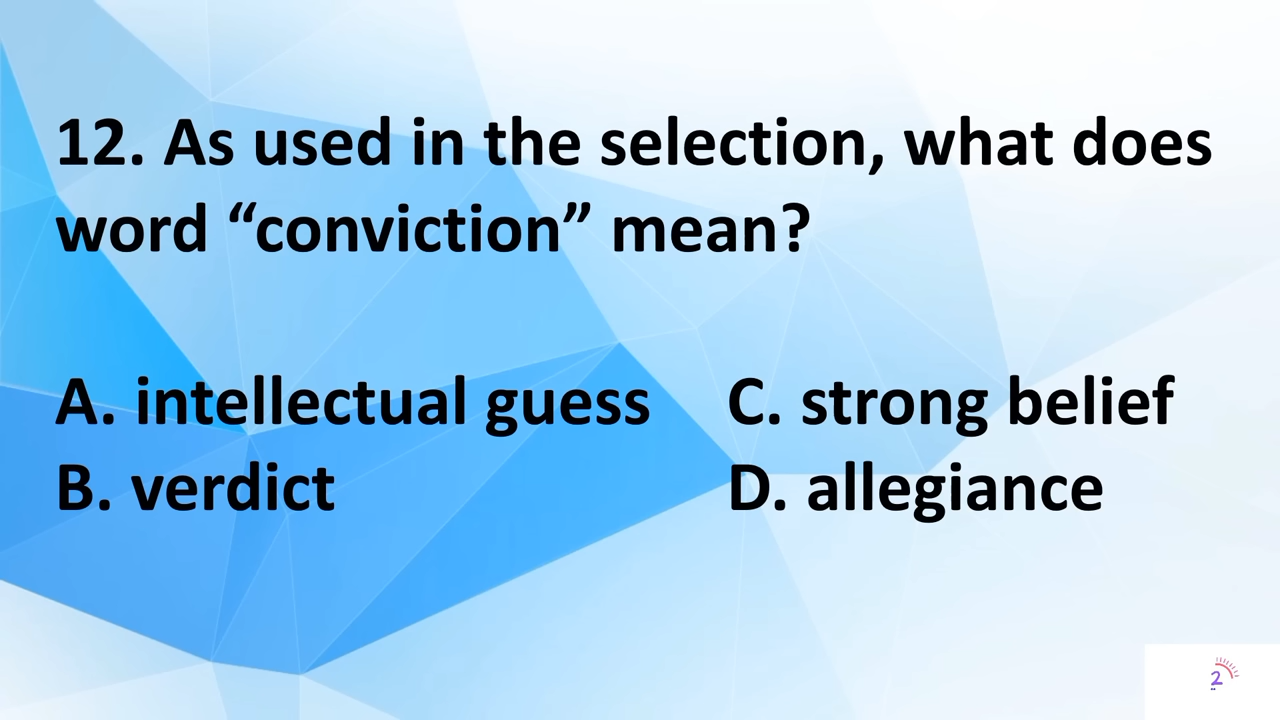 12. As used in the selection, what does
word “conviction” mean?
A. intellectual guess
C. strong belief
B. verdict
D. allegiance
2